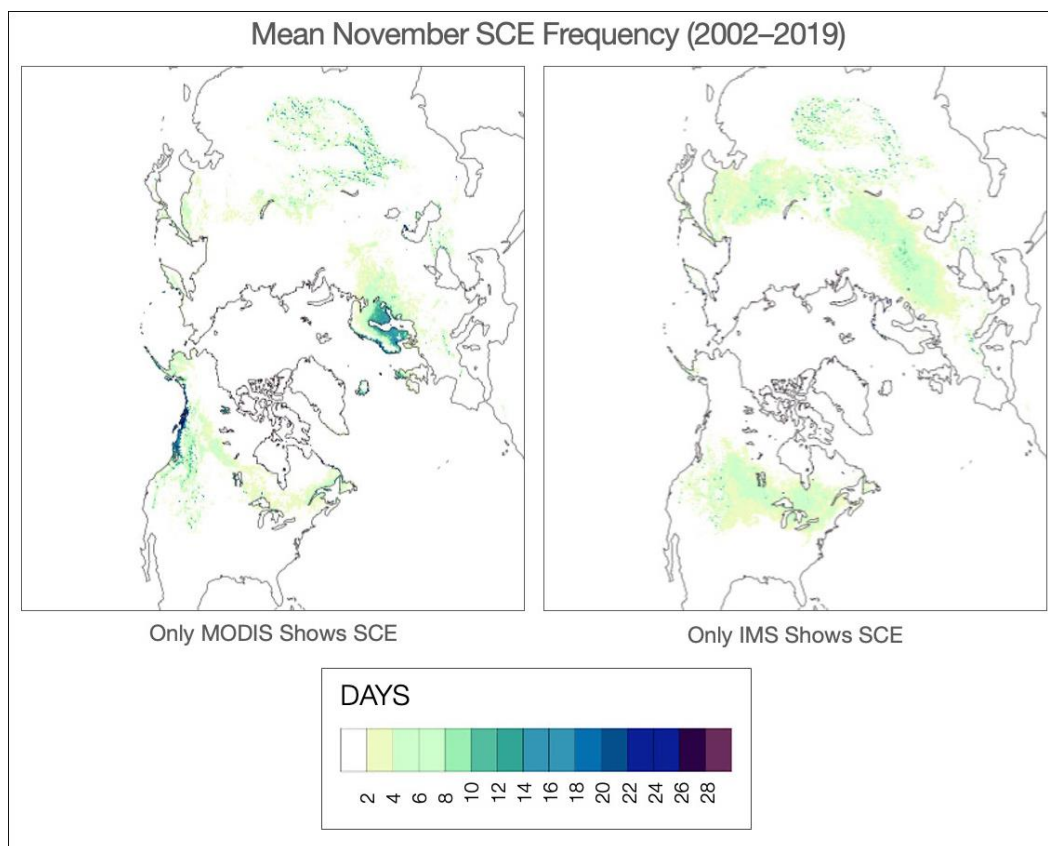 Mean November SCE Frequency (2002–2019)
Only MODIS Shows SCE
Only IMS Shows SCE
DAYS
2 4 6 8 10 12 14 16 18 20 22 24 26 28